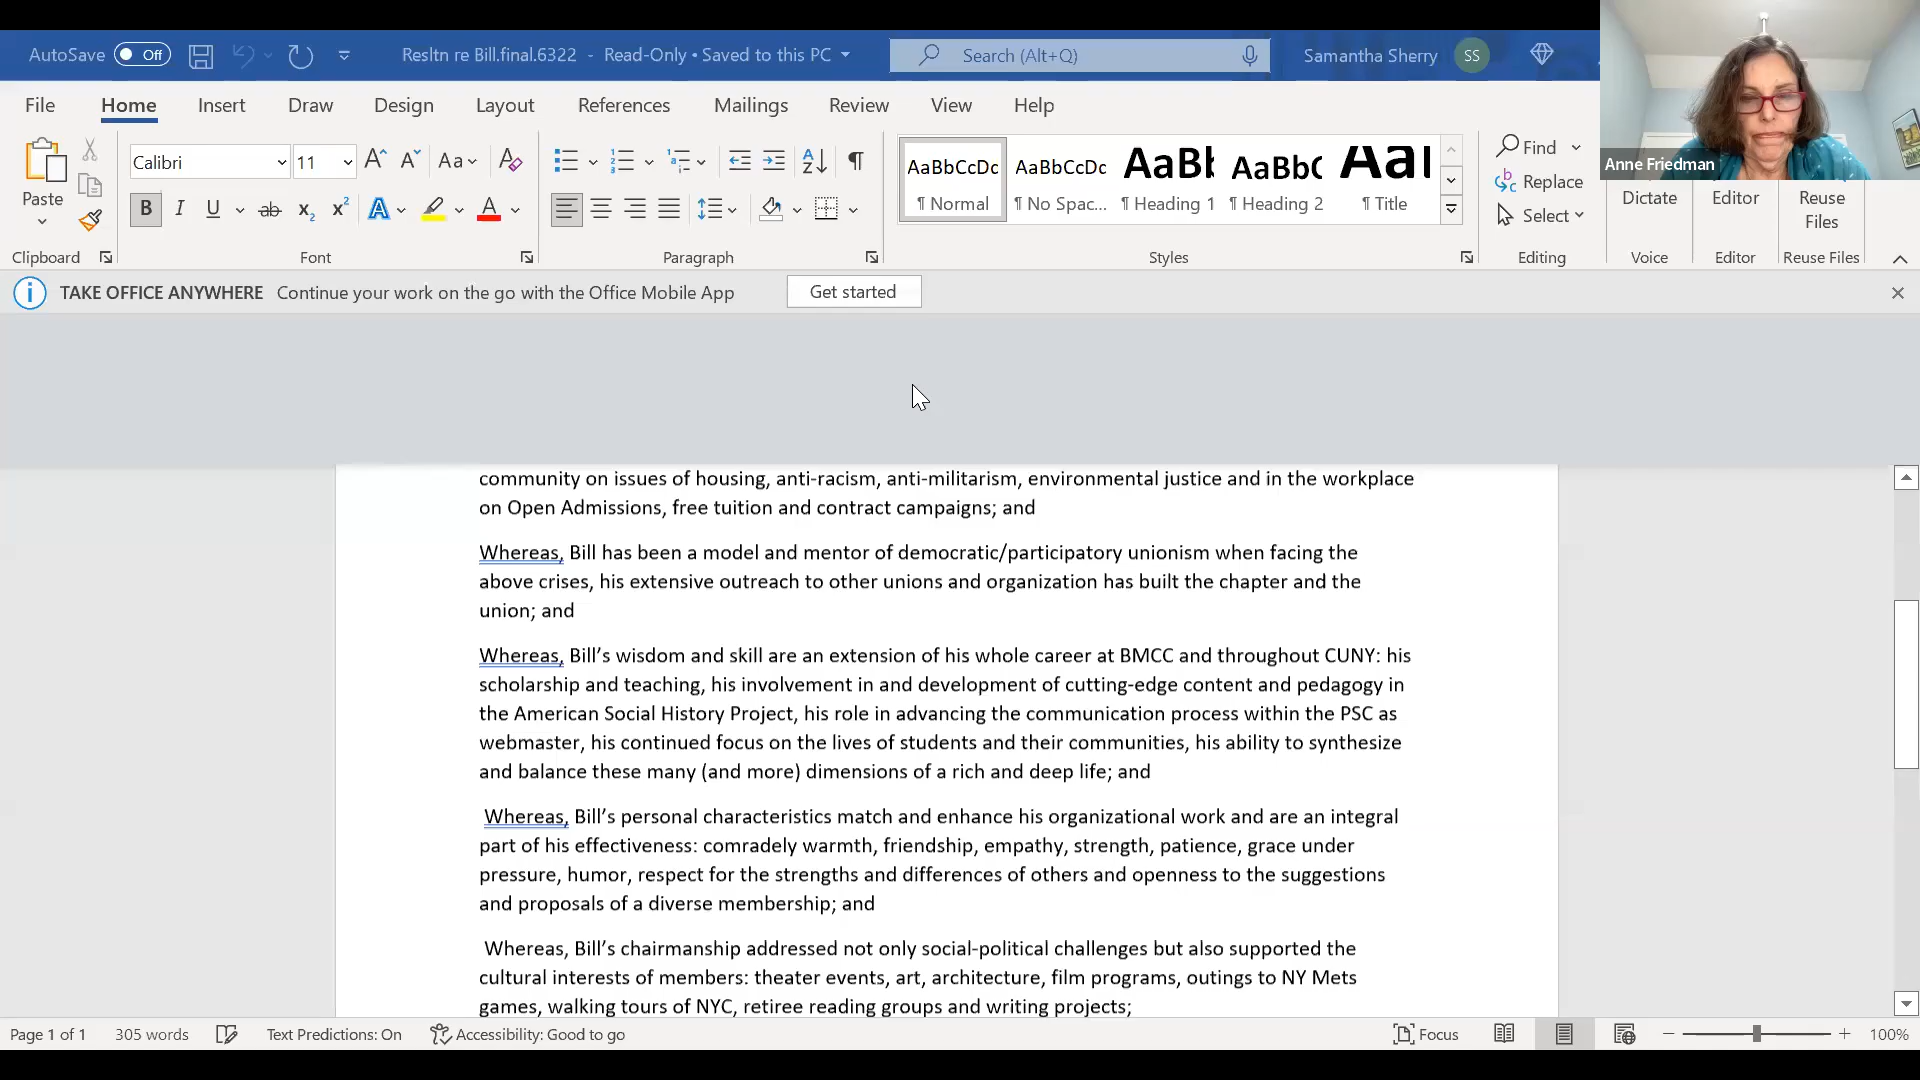 AutoSave Off Resltn re Bill.final.6322 - Read-Only • Saved to this PC Search (Alt+Q) Samantha Sherry SS
File Home Insert Draw Design Layout References Mailings Review View Help
Anne Friedman
Paste
Clipboard
Calibri 11 Aa
B I U ab x2 x2 A A
Font
Paragraph
AaBbCcDc AaBbCcDc AaBb AaBbC AaB
¶ Normal ¶ No Spac... ¶ Heading 1 ¶ Heading 2 ¶ Title
Styles
Find
Replace
Select
Editing
Dictate
Voice
Editor
Editor
Reuse
Files
Reuse Files
TAKE OFFICE ANYWHERE Continue your work on the go with the Office Mobile App Get started
community on issues of housing, anti-racism, anti-militarism, environmental justice and in the workplace
on Open Admissions, free tuition and contract campaigns; and
Whereas, Bill has been a model and mentor of democratic/participatory unionism when facing the
above crises, his extensive outreach to other unions and organization has built the chapter and the
union; and
Whereas, Bill’s wisdom and skill are an extension of his whole career at BMCC and throughout CUNY: his
scholarship and teaching, his involvement in and development of cutting-edge content and pedagogy in
the American Social History Project, his role in advancing the communication process within the PSC as
webmaster, his continued focus on the lives of students and their communities, his ability to synthesize
and balance these many (and more) dimensions of a rich and deep life; and
Whereas, Bill’s personal characteristics match and enhance his organizational work and are an integral
part of his effectiveness: comradely warmth, friendship, empathy, strength, patience, grace under
pressure, humor, respect for the strengths and differences of others and openness to the suggestions
and proposals of a diverse membership; and
Whereas, Bill’s chairmanship addressed not only social-political challenges but also supported the
cultural interests of members: theater events, art, architecture, film programs, outings to NY Mets
games, walking tours of NYC, retiree reading groups and writing projects;
Page 1 of 1 305 words Text Predictions: On Accessibility: Good to go Focus 100%